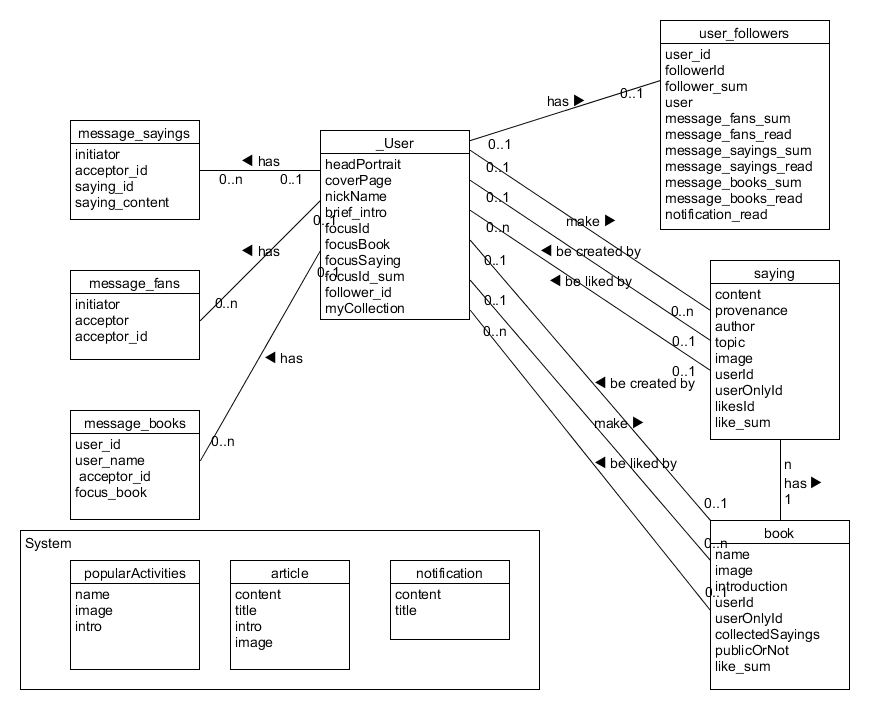 user_followers
user_id
followerId
follower_sum
user
message_fans_sum
message_fans_read
message_sayings_sum
message_sayings_read
message_books_sum
message_books_read
notification_read
has ▶
0..1
0..1
message_sayings
initiator
acceptor_id
saying_id
saying_content
◀ has
0..n
0..1
_User
headPortrait
coverPage
nickName
brief_intro
focusId
focusBook
focusSaying
focusId_sum
follower_id
myCollection
0..1
make ▶
0..n
0..1
◀ be created by
0..1
0..n
◀ be liked by
0..1
◀ has
0..1
0..n
message_fans
initiator
acceptor
acceptor_id
saying
content
provenance
author
topic
image
userId
userOnlyId
likesId
like_sum
0..1
◀ has
0..n
message_books
user_id
user_name
acceptor_id
focus_book
0..1
◀ be created by
0..1
0..1
make ▶
0..n
0..n
◀ be liked by
0..1
n
has ▶
1
book
name
image
introduction
userId
userOnlyId
collectedSayings
publicOrNot
like_sum
System
popularActivities
name
image
intro
article
content
title
intro
image
notification
content
title